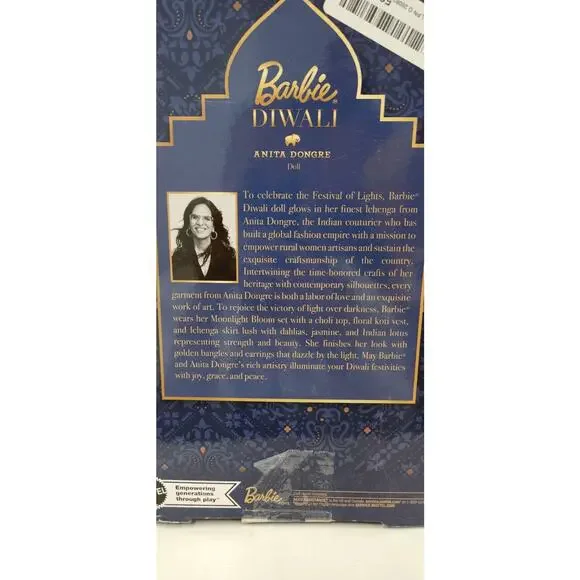 Barbie®
DIWALI
ANITA DONGRE
Doll
To celebrate the Festival of Lights, Barbie®
Diwali doll glows in her finest lehenga from
Anita Dongre, the Indian couturier who has
built a global fashion empire with a mission to
empower rural women artisans and sustain the
exquisite craftsmanship of the country.
Intertwining the time-honored crafts of her
heritage with contemporary silhouettes, every
garment from Anita Dongre is both a labor of love and an exquisite
work of art. To rejoice the victory of light over darkness, Barbie®
wears her Moonlight Bloom set with a choli top, floral koti vest,
and lehenga skirt lush with dahlias, jasmine, and Indian lotus
representing strength and beauty. She finishes her look with
golden bangles and earrings that dazzle by the light. May Barbie®
and Anita Dongre's rich artistry illuminate your Diwali festivities
with joy, grace, and peace.
EL
Empowering
generations
through play™
Barbie